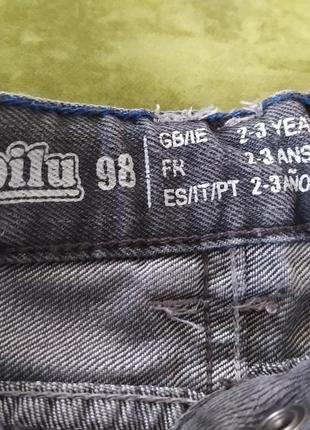 pilu 98
GB/IE 2-3 YEA
FR 2-3 ANS
ES/IT/PT 2-3 AÑO